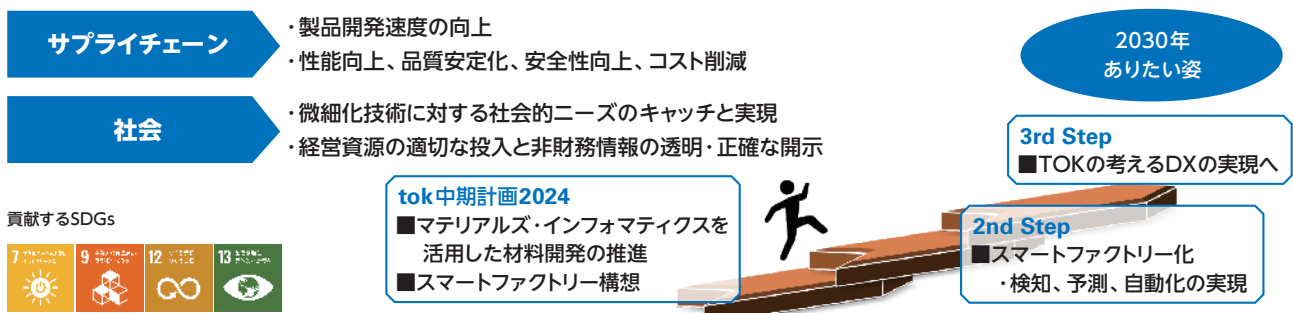 サプライチェーン
・製品開発速度の向上
・性能向上、品質安定化、安全性向上、コスト削減
社会
・微細化技術に対する社会的ニーズのキャッチと実現
・経営資源の適切な投入と非財務情報の透明・正確な開示
2030年
ありたい姿
3rd Step
■TOKの考えるDXの実現へ
tok中期計画2024
■マテリアルズ・インフォマティクスを
活用した材料開発の推進
■スマートファクトリー構想
2nd Step
■スマートファクトリー化
・検知、予測、自動化の実現
貢献するSDGs
7
9
12
13